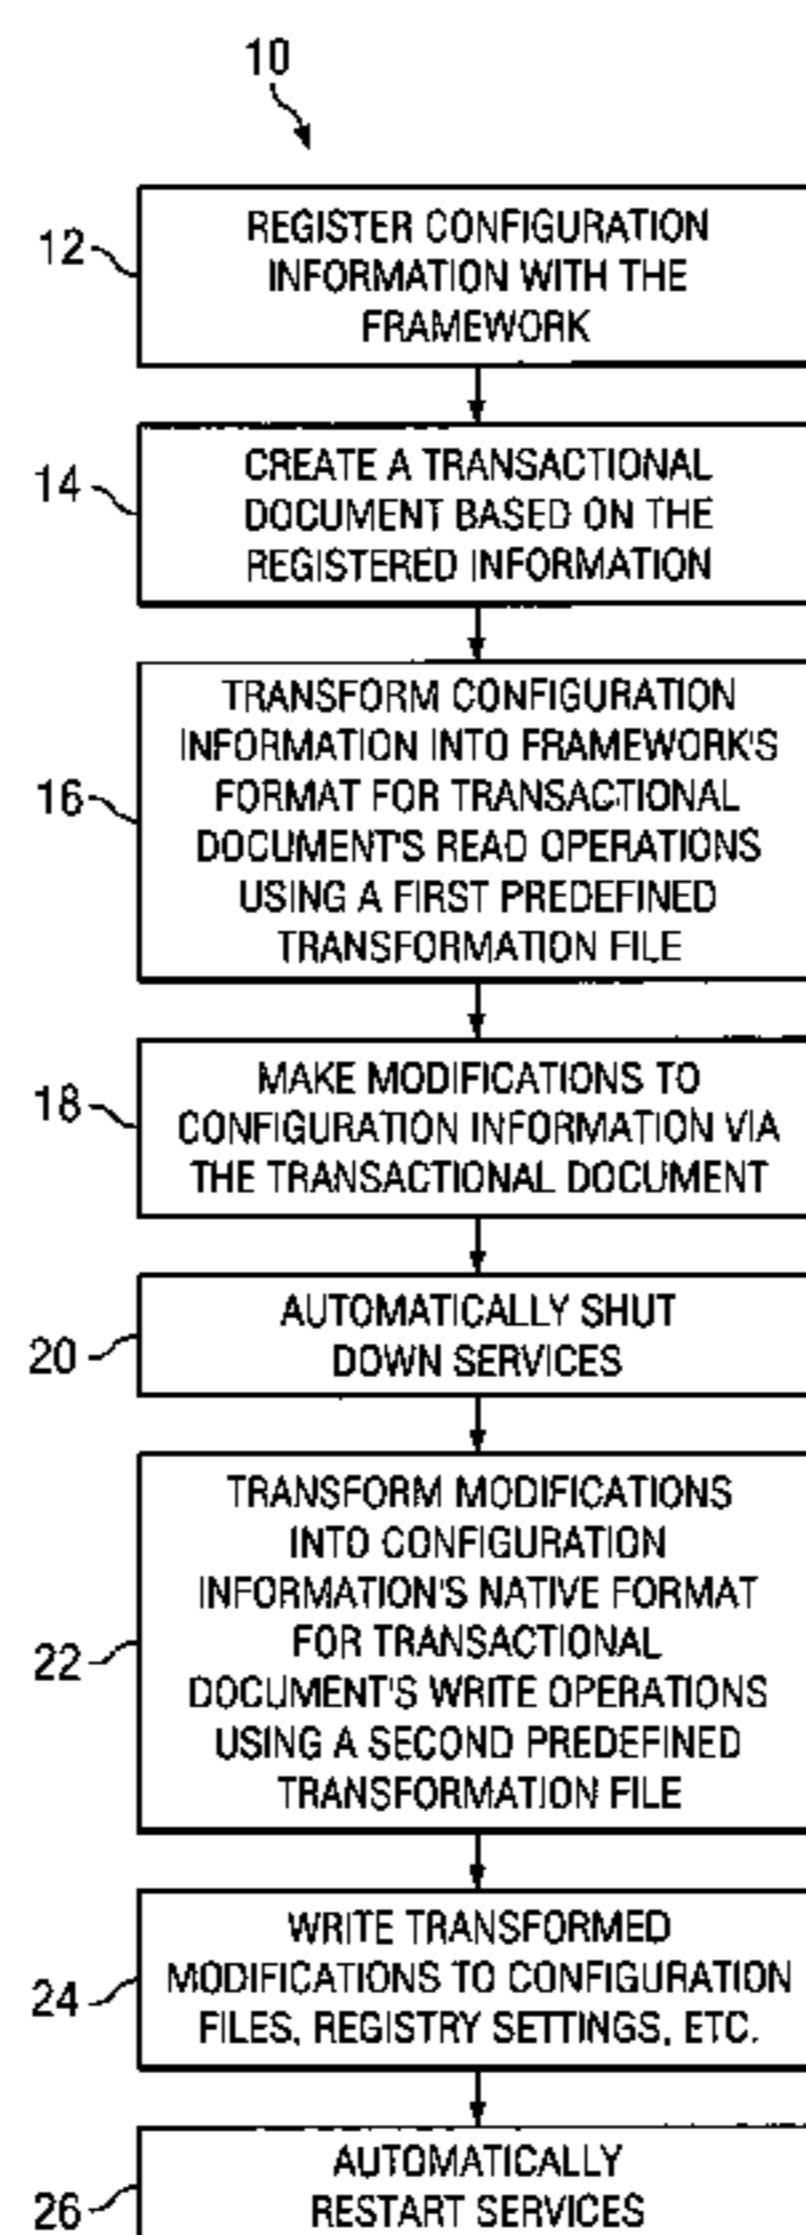 10
12
REGISTER CONFIGURATION
INFORMATION WITH THE
FRAMEWORK
14
CREATE A TRANSACTIONAL
DOCUMENT BASED ON THE
REGISTERED INFORMATION
16
TRANSFORM CONFIGURATION
INFORMATION INTO FRAMEWORK'S
FORMAT FOR TRANSACTIONAL
DOCUMENT'S READ OPERATIONS
USING A FIRST PREDEFINED
TRANSFORMATION FILE
18
MAKE MODIFICATIONS TO
CONFIGURATION INFORMATION VIA
THE TRANSACTIONAL DOCUMENT
20
AUTOMATICALLY SHUT
DOWN SERVICES
22
TRANSFORM MODIFICATIONS
INTO CONFIGURATION
INFORMATION'S NATIVE FORMAT
FOR TRANSACTIONAL
DOCUMENT'S WRITE OPERATIONS
USING A SECOND PREDEFINED
TRANSFORMATION FILE
24
WRITE TRANSFORMED
MODIFICATIONS TO CONFIGURATION
FILES, REGISTRY SETTINGS, ETC.
26
AUTOMATICALLY
RESTART SERVICES